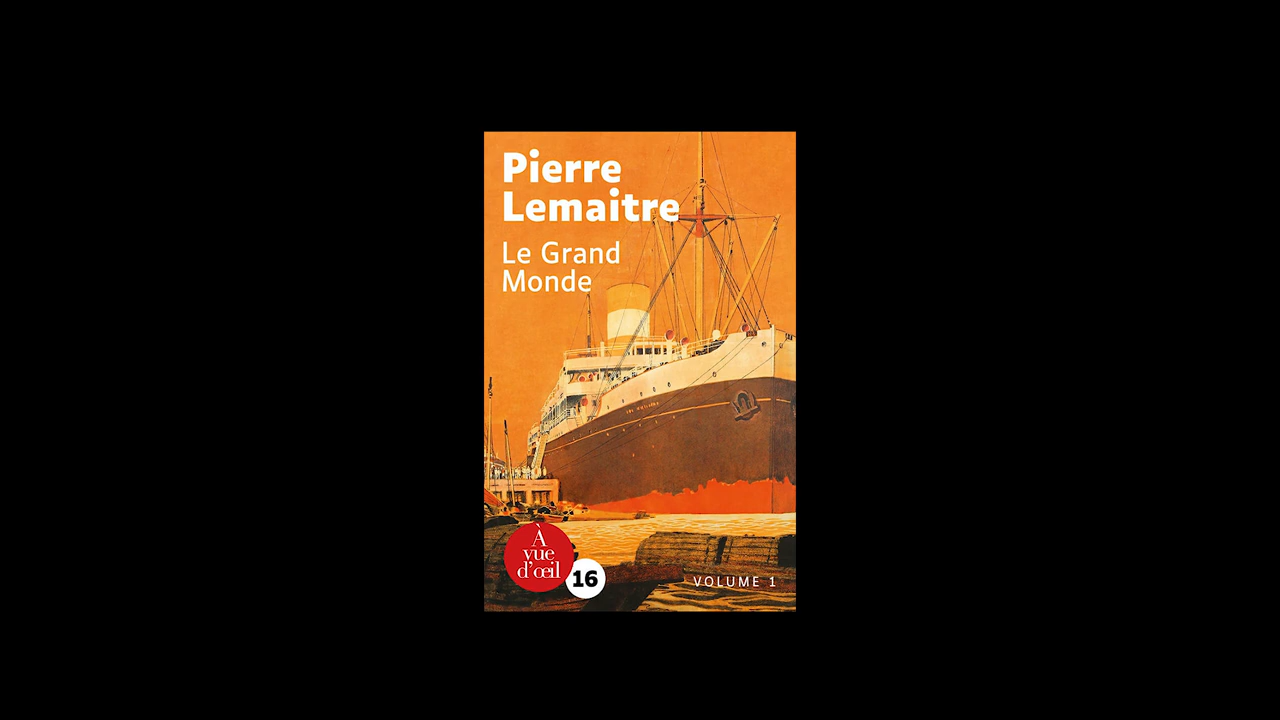 Pierre
Lemaitre
Le Grand
Monde
À
vue
d'œil
16
VOLUME 1